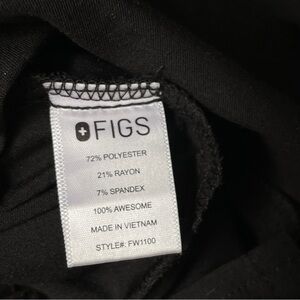 FIGS
72% POLYESTER
21% RAYON
7% SPANDEX
100% AWESOME
MADE IN VIETNAM
STYLE#: FW1100